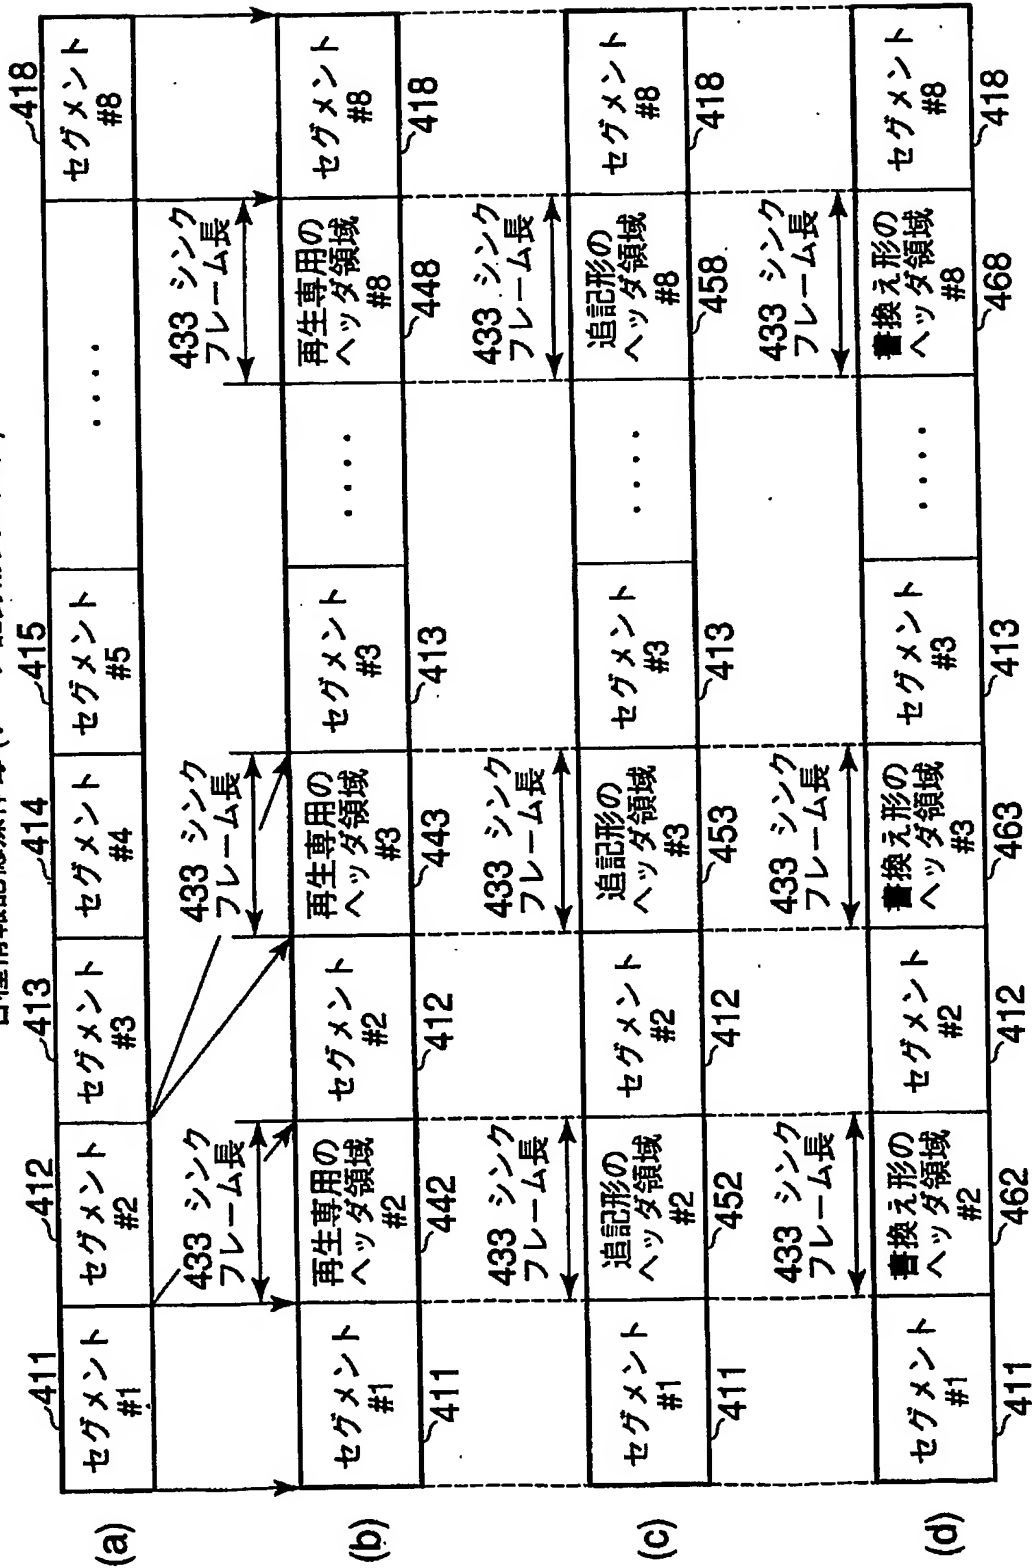 (a)
411
セグメント
#1
412
セグメント
#2
413
セグメント
#3
414
セグメント
#4
415
セグメント
#5
.....
418
セグメント
#8
433 シンク
フレーム長
433 シンク
フレーム長
433 シンク
フレーム長
(b)
セグメント
#1
411
再生専用の
ヘッダ領域
#2
442
セグメント
#2
412
再生専用の
ヘッダ領域
#3
443
セグメント
#3
413
.....
再生専用の
ヘッダ領域
#8
448
セグメント
#8
418
433 シンク
フレーム長
433 シンク
フレーム長
433 シンク
フレーム長
(c)
セグメント
#1
411
追記形の
ヘッダ領域
#2
452
セグメント
#2
412
追記形の
ヘッダ領域
#3
453
セグメント
#3
413
.....
追記形の
ヘッダ領域
#8
458
セグメント
#8
418
433 シンク
フレーム長
433 シンク
フレーム長
433 シンク
フレーム長
(d)
セグメント
#1
411
書換え形の
ヘッダ領域
#2
462
セグメント
#2
412
書換え形の
ヘッダ領域
#3
463
セグメント
#3
413
.....
書換え形の
ヘッダ領域
#8
468
セグメント
#8
418